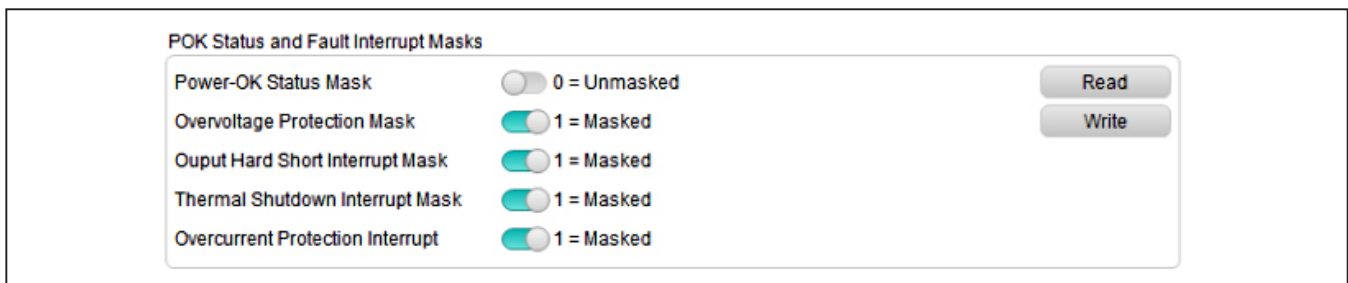 POK Status and Fault Interrupt Masks
Power-OK Status Mask 0 = Unmasked Read
Overvoltage Protection Mask 1 = Masked Write
Ouput Hard Short Interrupt Mask 1 = Masked
Thermal Shutdown Interrupt Mask 1 = Masked
Overcurrent Protection Interrupt 1 = Masked